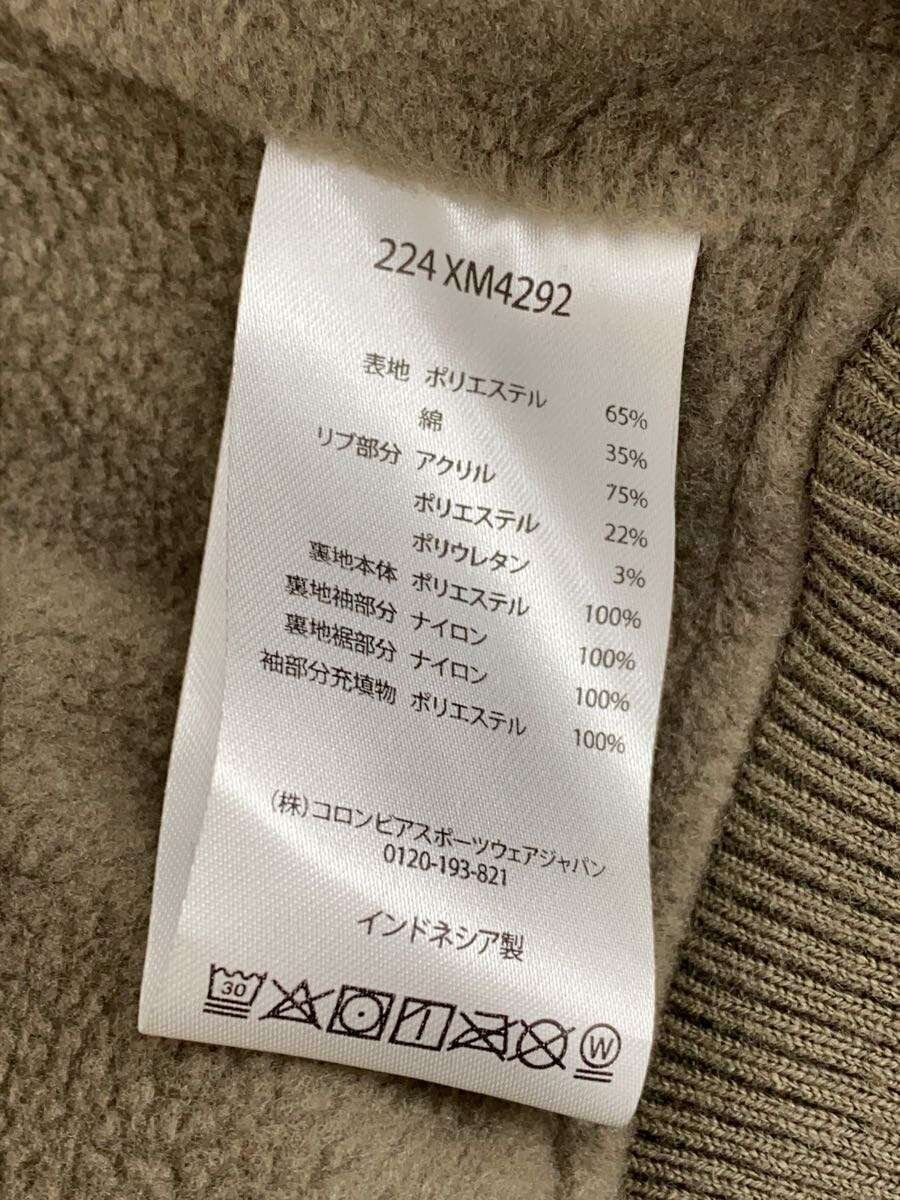 224 XM4292
表地 ポリエステル 65%
綿 35%
リブ部分 アクリル 75%
ポリエステル 22%
ポリウレタン 3%
裏地本体 ポリエステル 100%
裏地袖部分 ナイロン 100%
裏地裾部分 ナイロン 100%
袖部分充填物 ポリエステル 100%
(株)コロンビアスポーツウェアジャパン
0120-193-821
インドネシア製
30 W